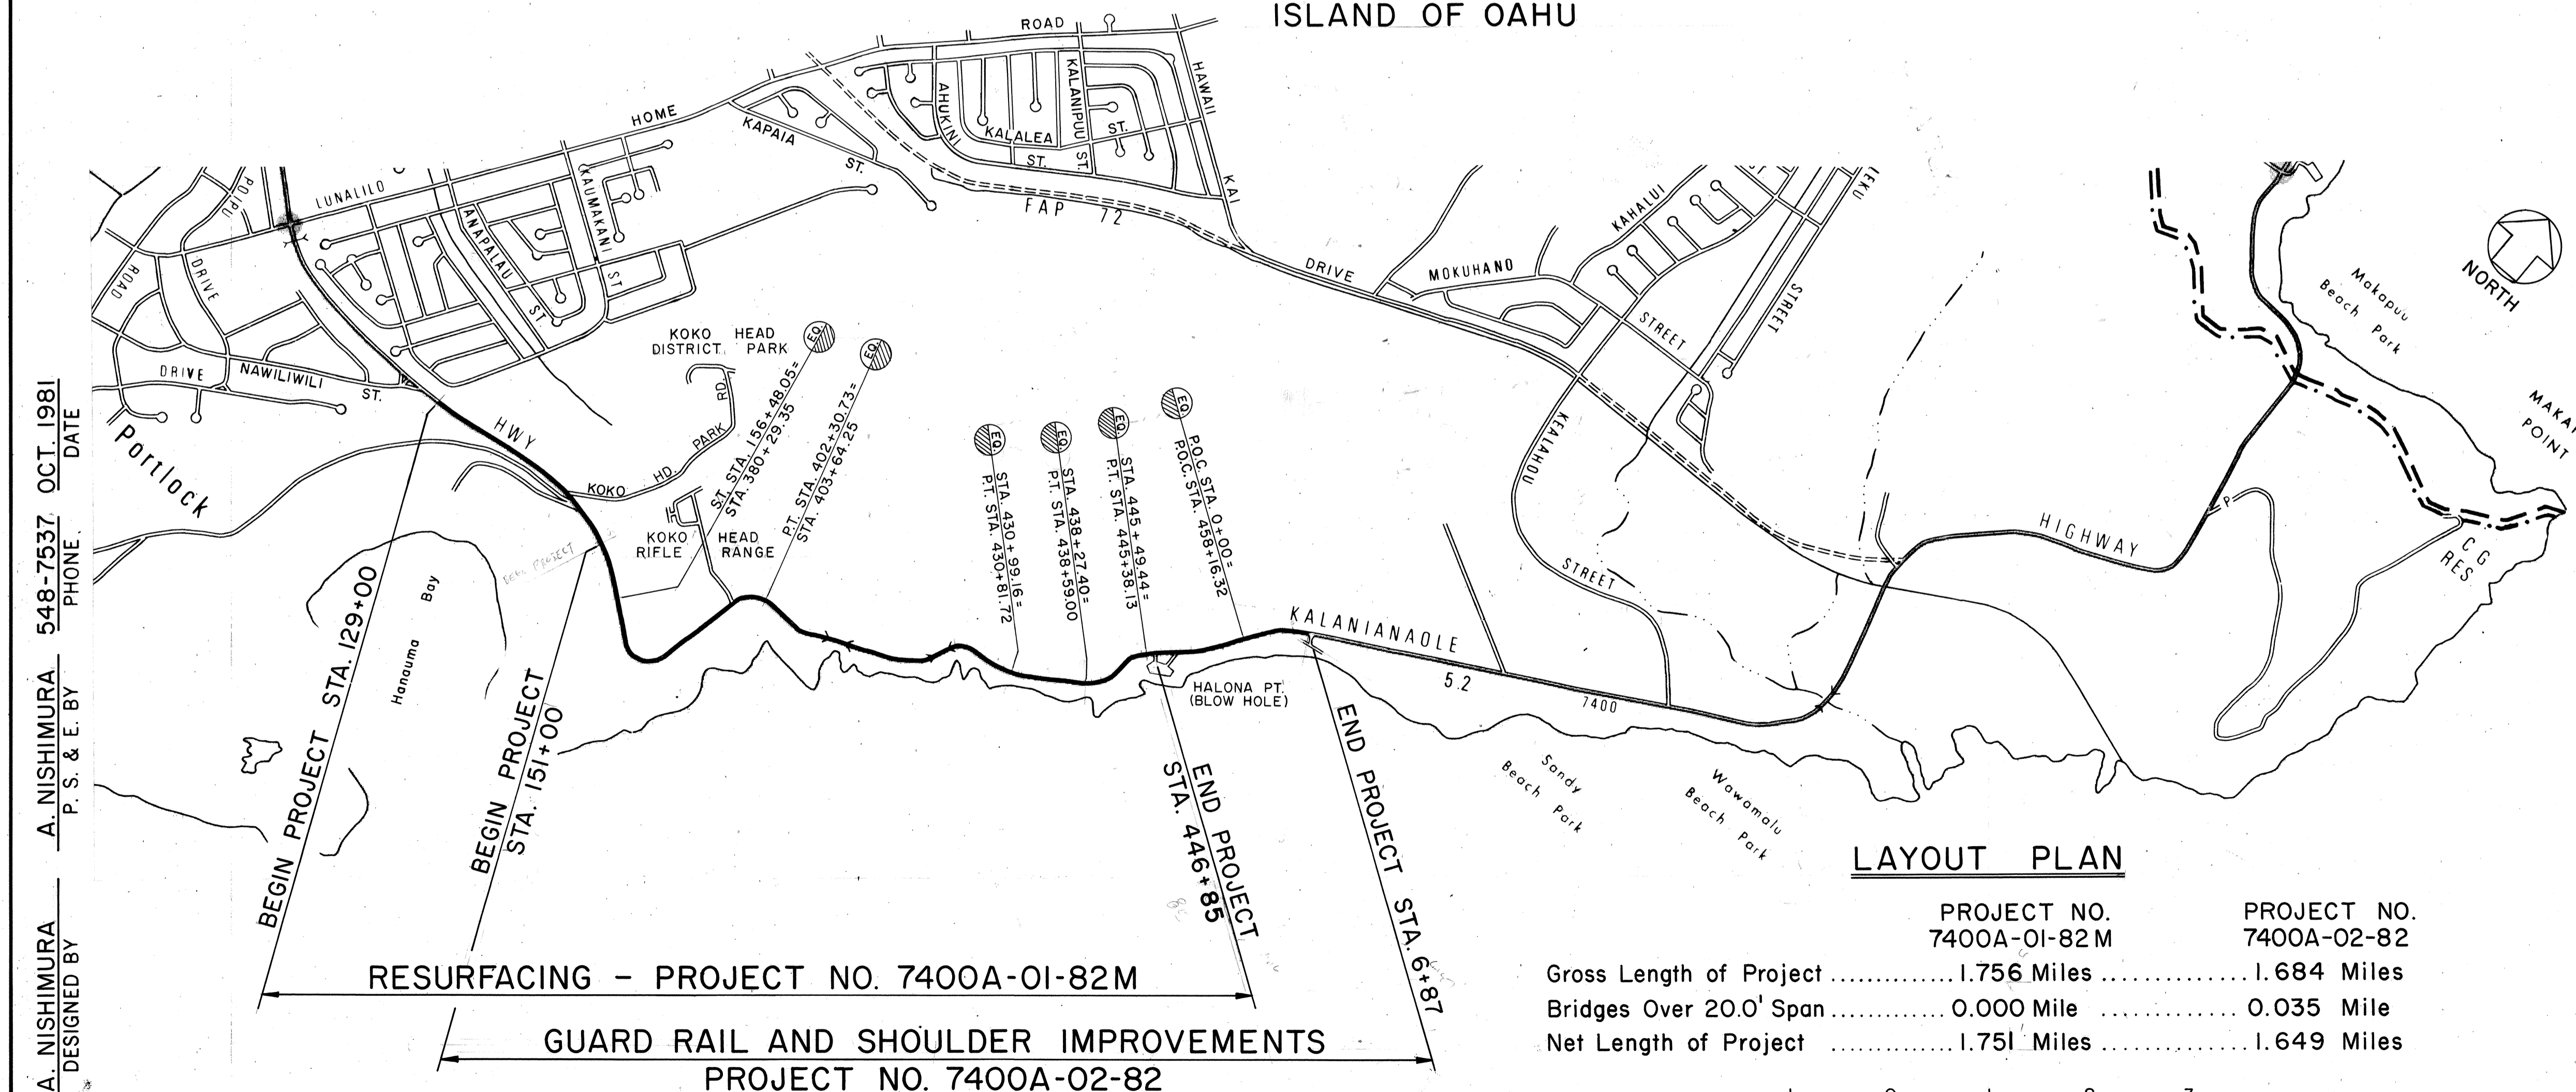 ISLAND OF OAHU
ROAD
HOME
LUNALILO
POIPU
DRIVE
ROAD
DRIVE
NAWILIWILI
ST.
ANAPALAU
ST.
KAUMAKANI
ST
KAPAIA
ST.
AHUKINI
KALALEA
ST.
KALANIPUU
ST.
ST.
HAWAII
KAI
FAP 72
DRIVE
MOKUHANO
STREET
KAHALUI
STREET
KEALAHOU
STREET
Makapuu
Beach Park
NORTH
POINT
C G
RES.
P
HIGHWAY
Portlock
HWY
KOKO HEAD
DISTRICT PARK
KOKO HD. PARK RD.
KOKO HEAD
RIFLE RANGE
EQ.
S.T. STA. 156+48.05=
STA. 380+29.35
EQ.
P.T. STA. 402+30.73=
STA. 403+64.25
EQ.
STA. 430+99.16=
P.T. STA. 430+81.72
EQ.
STA. 438+27.40=
P.T. STA. 438+59.00
EQ.
STA. 445+49.44=
P.T. STA. 445+38.13
EQ.
P.O.C. STA. 0+00=
P.O.C. STA. 458+16.32
Hanauma Bay
HALONA PT.
(BLOW HOLE)
KALANIANAOLE
5.2
7400
Sandy
Beach Park
Wawamalu
Beach Park
BEGIN PROJECT STA. 129+00
BEGIN PROJECT
STA. 151+00
END PROJECT
STA. 446+85
END PROJECT STA. 6+87
RESURFACING - PROJECT NO. 7400A-01-82M
GUARD RAIL AND SHOULDER IMPROVEMENTS
PROJECT NO. 7400A-02-82
LAYOUT PLAN
PROJECT NO. PROJECT NO.
7400A-01-82M 7400A-02-82
Gross Length of Project ............. 1.756 Miles ............. 1.684 Miles
Bridges Over 20.0' Span ............. 0.000 Mile ............ 0.035 Mile
Net Length of Project ............. 1.751 Miles ............. 1.649 Miles
A. NISHIMURA
DESIGNED BY
A. NISHIMURA
P. S. & E. BY
548-7537
PHONE.
OCT. 1981
DATE